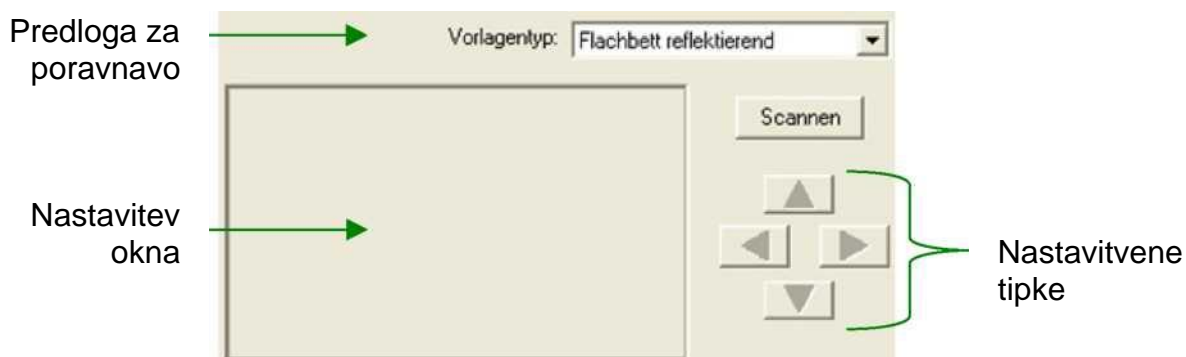 Predloga za
poravnavo
Vorlagentyp: Flachbett reflektierend
Scannen
Nastavitev
okna
Nastavitvene
tipke